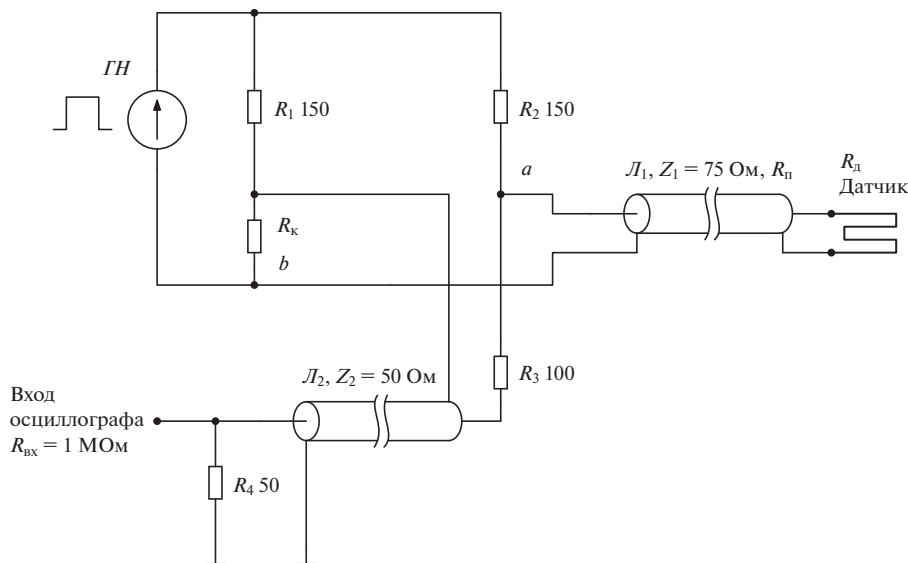 ГН
R₁ 150
R₂ 150
a
Л₁, Z₁ = 75 Ом, Rп
Rд
Датчик
Rк
b
Л₂, Z₂ = 50 Ом
R₃ 100
Вход
осциллографа
Rвх = 1 МОм
R₄ 50